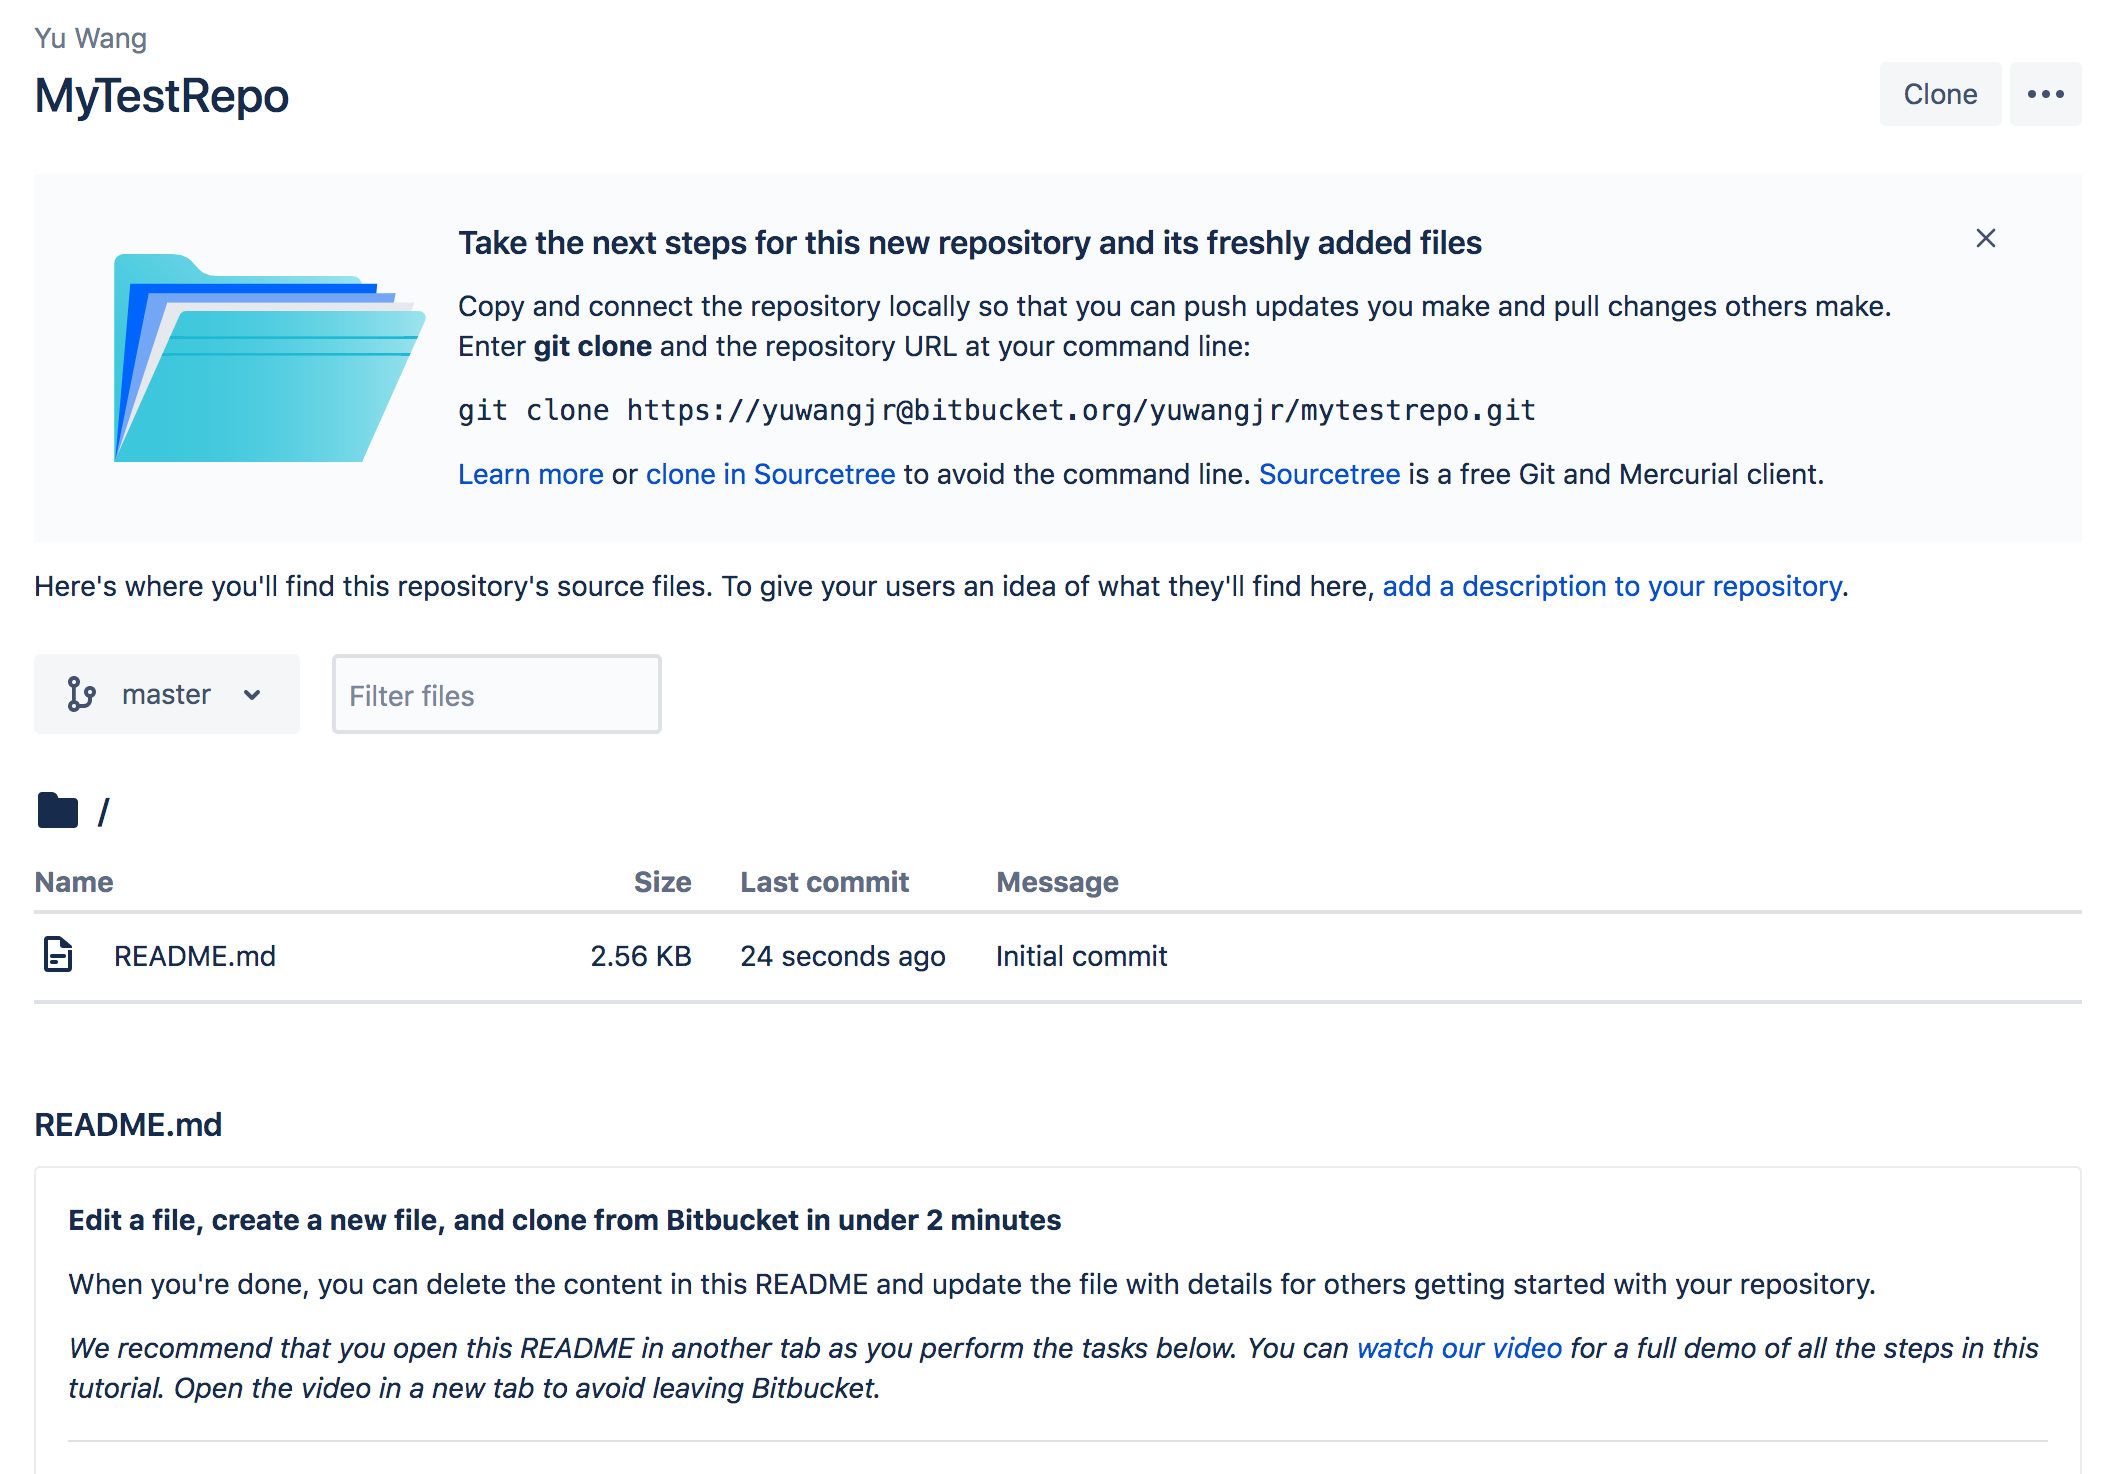 Yu Wang
MyTestRepo
Clone
Take the next steps for this new repository and its freshly added files
Copy and connect the repository locally so that you can push updates you make and pull changes others make.
Enter git clone and the repository URL at your command line:
git clone https://yuwangjr@bitbucket.org/yuwangjr/mytestrepo.git
Learn more or clone in Sourcetree to avoid the command line. Sourcetree is a free Git and Mercurial client.
Here's where you'll find this repository's source files. To give your users an idea of what they'll find here, add a description to your repository.
master
Filter files
/
Name Size Last commit Message
README.md 2.56 KB 24 seconds ago Initial commit
README.md
Edit a file, create a new file, and clone from Bitbucket in under 2 minutes
When you're done, you can delete the content in this README and update the file with details for others getting started with your repository.
We recommend that you open this README in another tab as you perform the tasks below. You can watch our video for a full demo of all the steps in this
tutorial. Open the video in a new tab to avoid leaving Bitbucket.